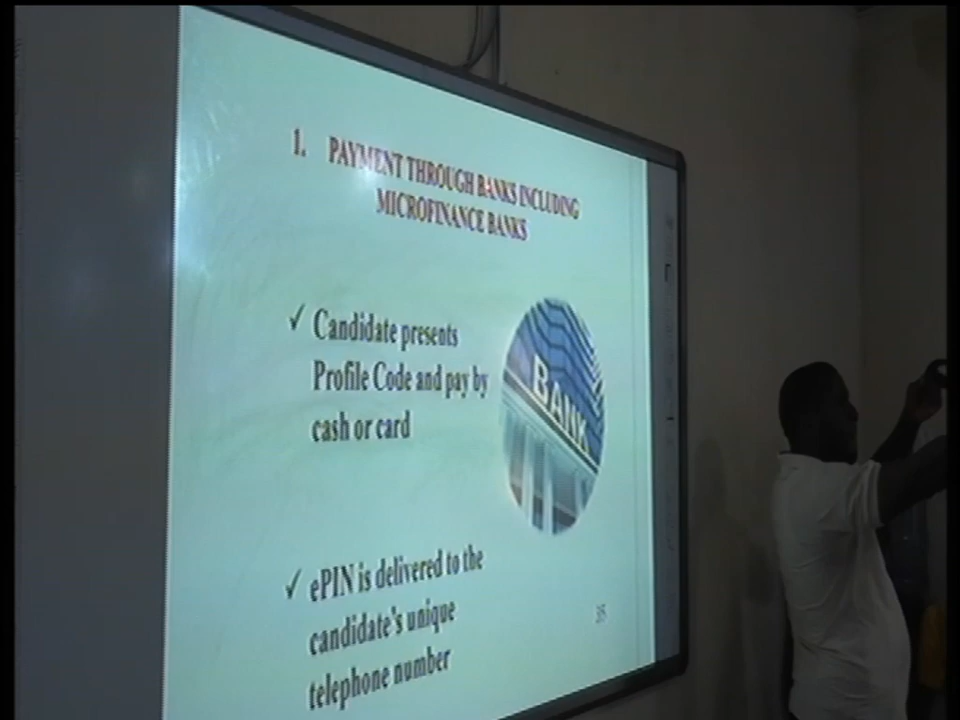 1. PAYMENT THROUGH BANKS INCLUDING
MICROFINANCE BANKS
✓ Candidate presents
Profile Code and pay by
cash or card
BANK
✓ ePIN is delivered to the
candidate's unique
telephone number
35